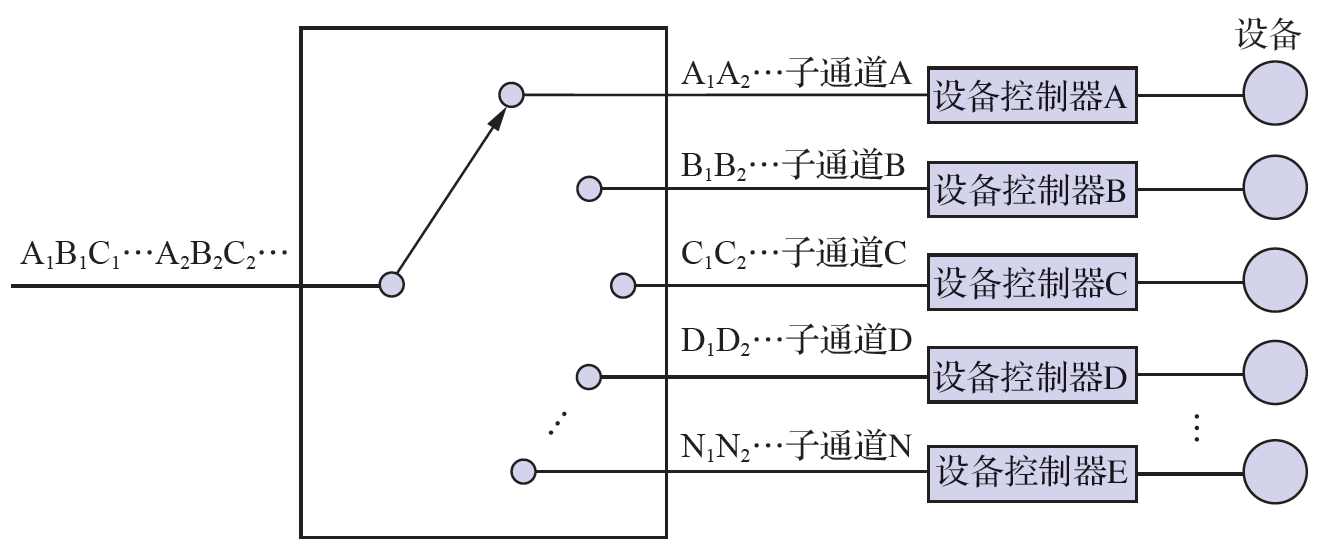 设备
A₁A₂…子通道A
设备控制器A
B₁B₂…子通道B
设备控制器B
A₁B₁C₁…A₂B₂C₂…
C₁C₂…子通道C
设备控制器C
D₁D₂…子通道D
设备控制器D
N₁N₂…子通道N
设备控制器E